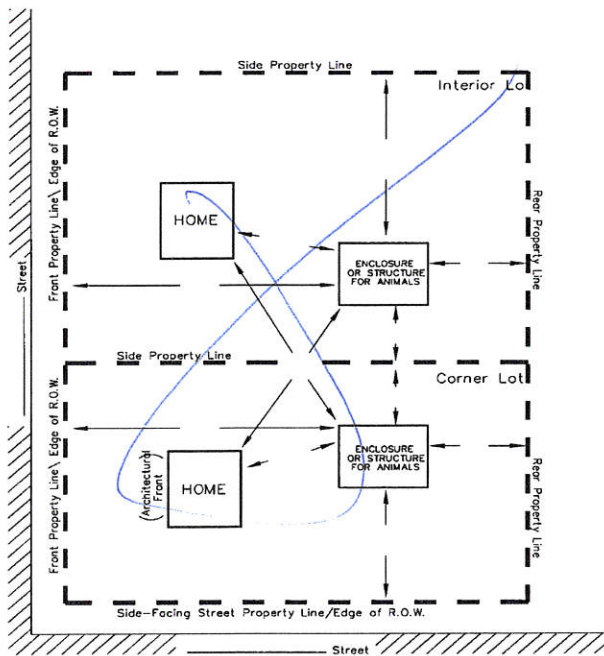 Side Property Line
Interior Lo
Front Property Line\ Edge of R.O.W.
HOME
ENCLOSURE
OR STRUCTURE
FOR ANIMALS
Rear Property Line
Street
Side Property Line
Corner Lot
Front Property Line\ Edge of R.O.W.
(Architectural
Front)
HOME
ENCLOSURE
OR STRUCTURE
FOR ANIMALS
Rear Property Line
Side-Facing Street Property Line/Edge of R.O.W.
Street